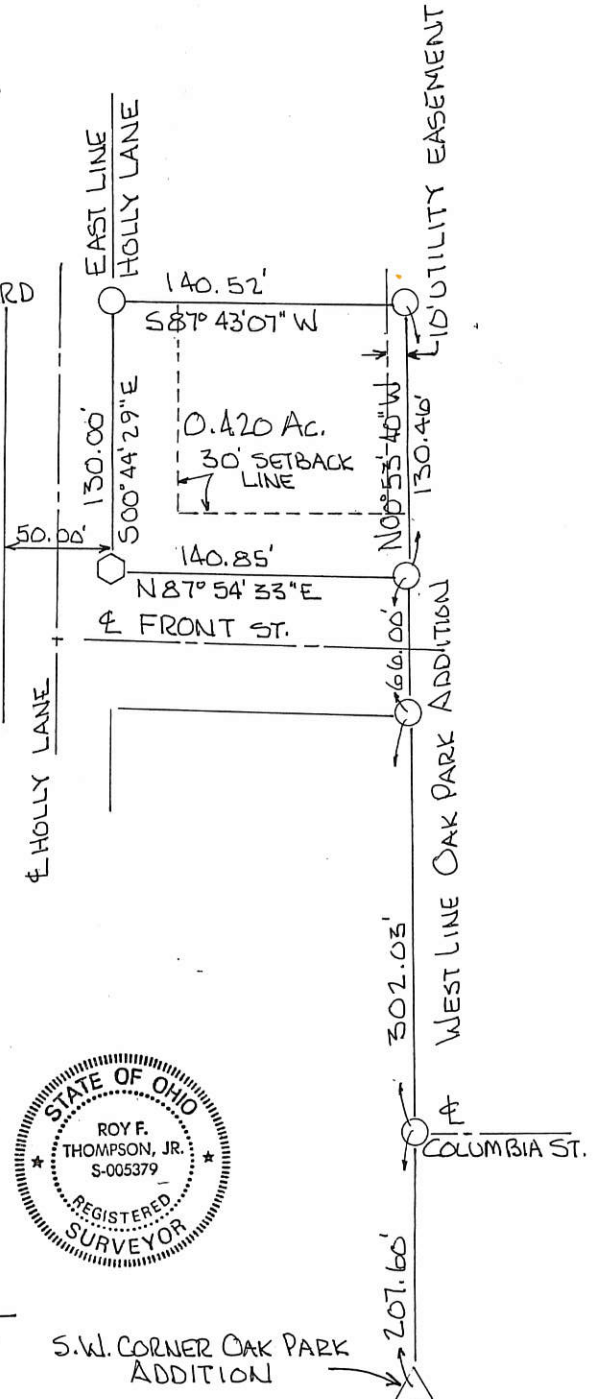 RD
EAST LINE
HOLLY LANE
10' UTILITY EASEMENT
140.52'
S87° 43'07" W
130.00'
S00° 44' 29" E
0.420 Ac.
30' SETBACK
LINE
N00° 53' 40" W
130.46'
50.00'
140.85'
N 87° 54' 33" E
℄ FRONT ST.
66.00'
℄ HOLLY LANE
WEST LINE OAK PARK ADDITION
302.03'
℄
COLUMBIA ST.
STATE OF OHIO
ROY F.
THOMPSON, JR.
S-005379
REGISTERED
SURVEYOR
207.60'
S.W. CORNER OAK PARK
ADDITION